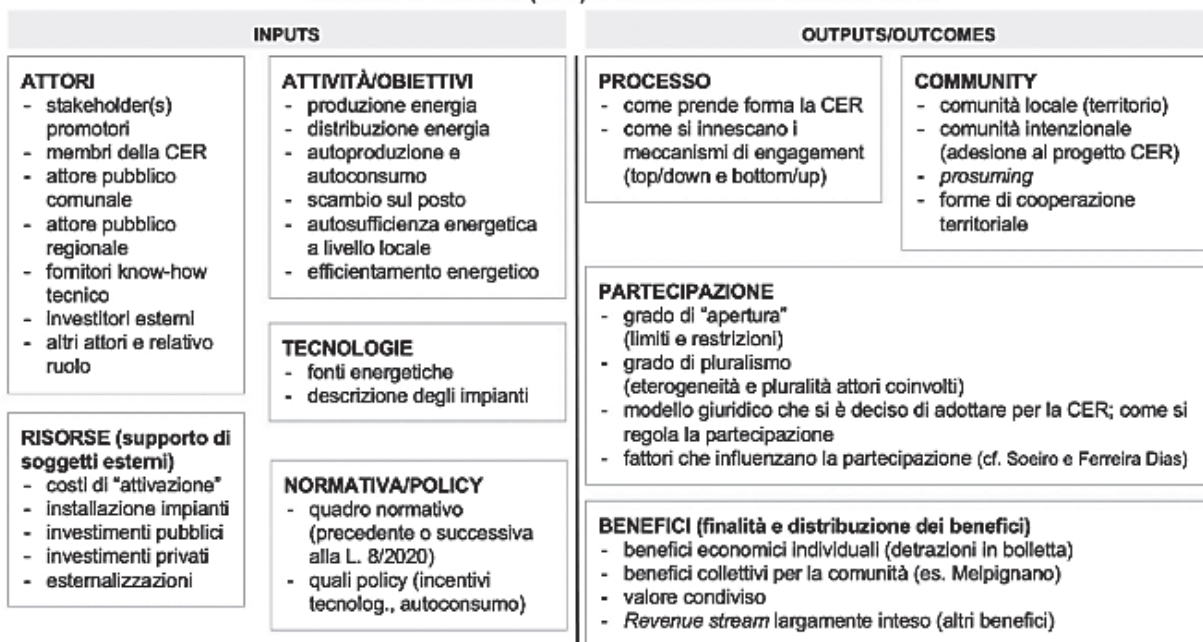 INPUTS
OUTPUTS/OUTCOMES
ATTORI
- stakeholder(s)
promotori
- membri della CER
- attore pubblico
comunale
- attore pubblico
regionale
- fornitori know-how
tecnico
- investitori esterni
- altri attori e relativo
ruolo
RISORSE (supporto di
soggetti esterni)
- costi di "attivazione"
- installazione impianti
- investimenti pubblici
- investimenti privati
- esternalizzazioni
ATTIVITÀ/OBIETTIVI
- produzione energia
- distribuzione energia
- autoproduzione e
autoconsumo
- scambio sul posto
- autosufficienza energetica
a livello locale
- efficientamento energetico
TECNOLOGIE
- fonti energetiche
- descrizione degli impianti
NORMATIVA/POLICY
- quadro normativo
(precedente o successiva
alla L. 8/2020)
- quali policy (incentivi
tecnolog., autoconsumo)
PROCESSO
- come prende forma la CER
- come si innescano i
meccanismi di engagement
(top/down e bottom/up)
COMMUNITY
- comunità locale (territorio)
- comunità intenzionale
(adesione al progetto CER)
- prosuming
- forme di cooperazione
territoriale
PARTECIPAZIONE
- grado di "apertura"
(limiti e restrizioni)
- grado di pluralismo
(eterogeneità e pluralità attori coinvolti)
- modello giuridico che si è deciso di adottare per la CER; come si
regola la partecipazione
- fattori che influenzano la partecipazione (cf. Soeiro e Ferreira Dias)
BENEFICI (finalità e distribuzione dei benefici)
- benefici economici individuali (detrazioni in bolletta)
- benefici collettivi per la comunità (es. Melpignano)
- valore condiviso
- Revenue stream largamente inteso (altri benefici)